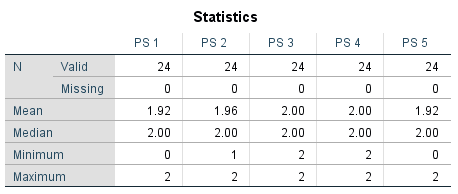 Statistics
PS 1 PS 2 PS 3 PS 4 PS 5
N Valid 24 24 24 24 24
Missing 0 0 0 0 0
Mean 1.92 1.96 2.00 2.00 1.92
Median 2.00 2.00 2.00 2.00 2.00
Minimum 0 1 2 2 0
Maximum 2 2 2 2 2